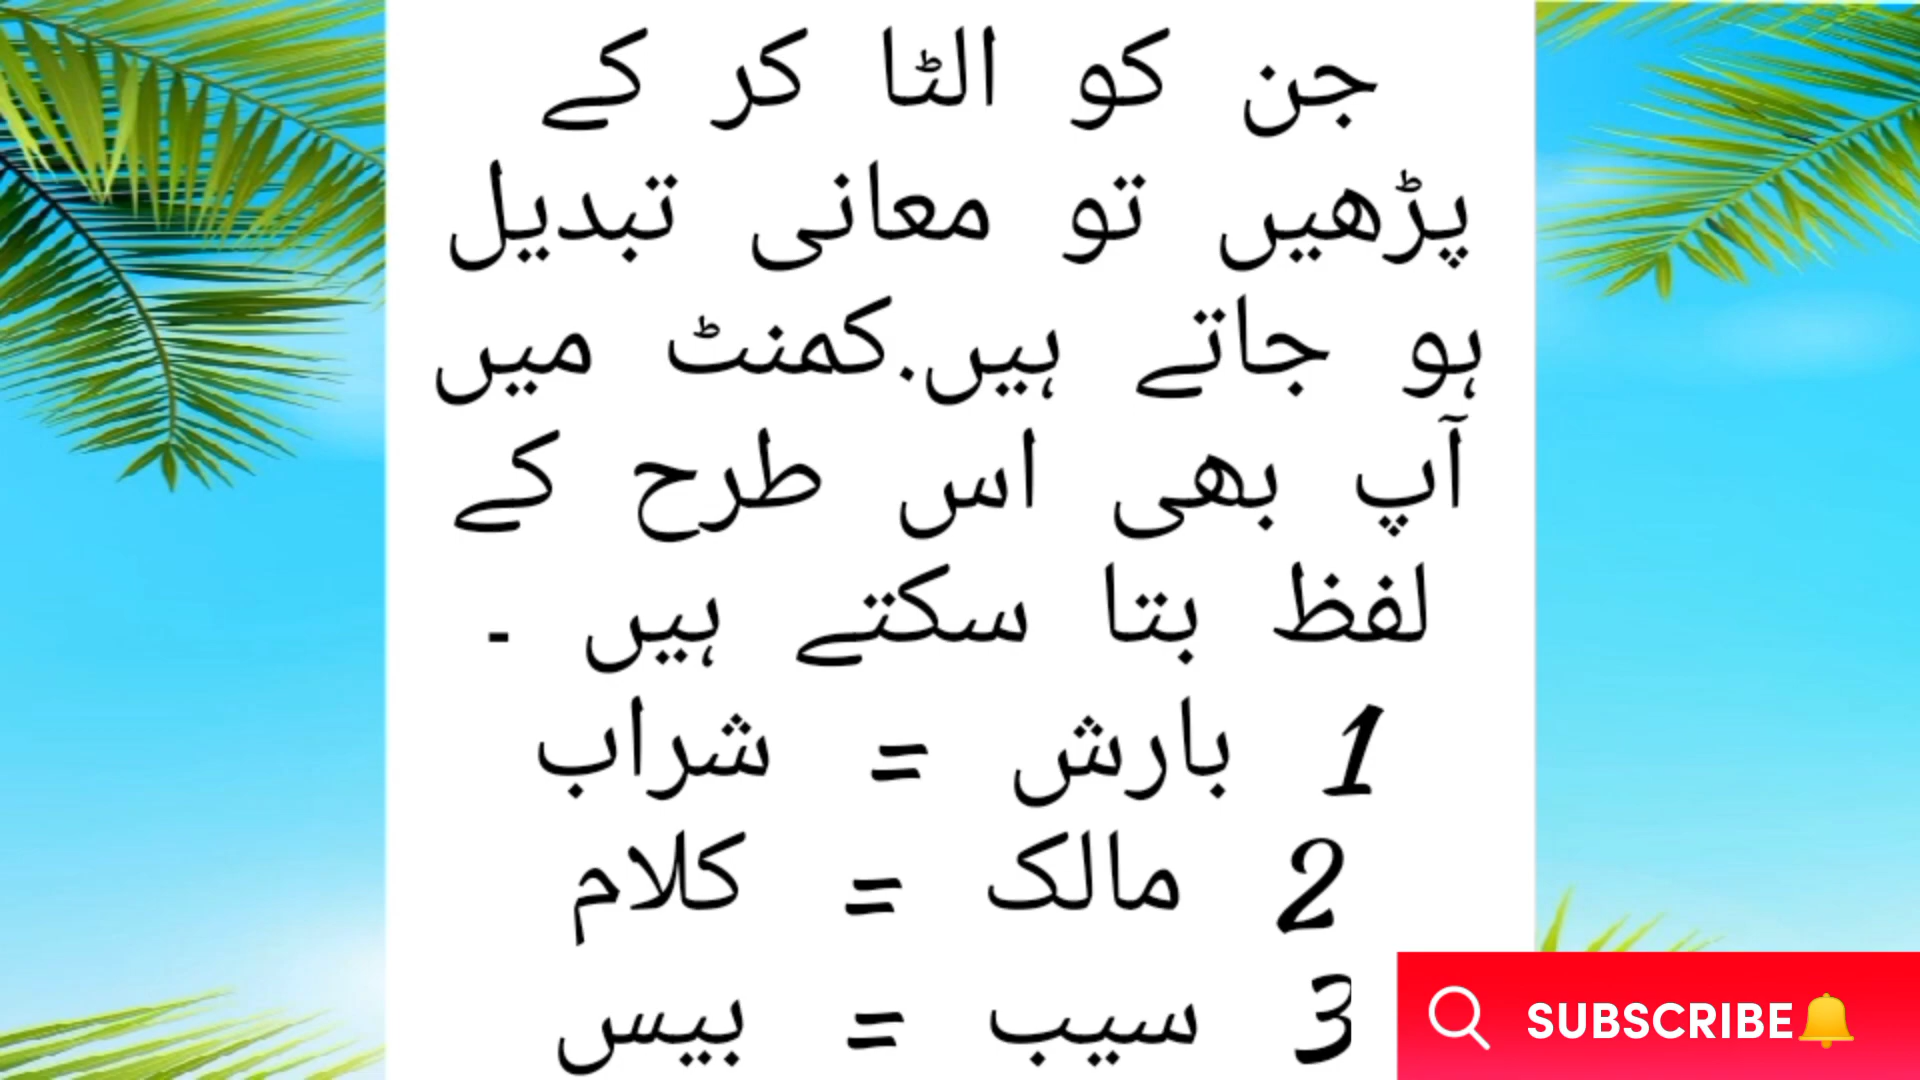 جن کو الٹا کر کے
پڑھیں تو معانی تبدیل
ہو جاتے ہیں.کمنٹ میں
آپ بھی اس طرح کے
لفظ بتا سکتے ہیں ۔
1 بارش = شراب
2 مالک = کلام
3 سیب = بیس
SUBSCRIBE